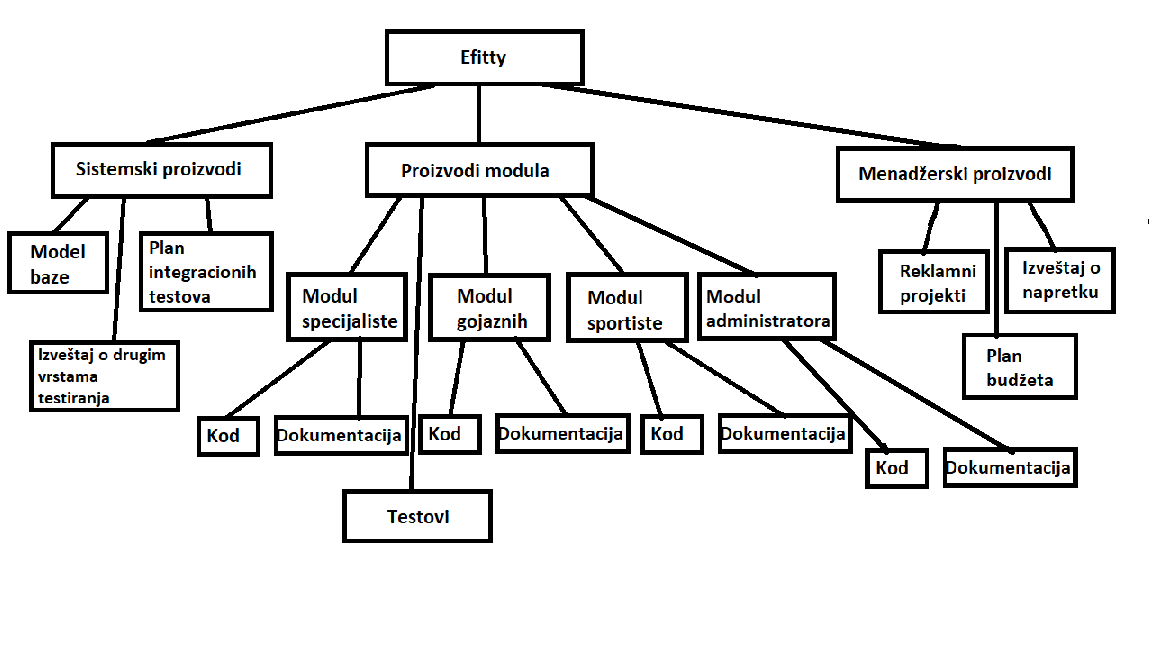 Efitty
Sistemski proizvodi
Proizvodi modula
Menadžerski proizvodi
Model
baze
Plan
integracionih
testova
Izveštaj o drugim
vrstama
testiranja
Modul
specijaliste
Modul
gojaznih
Modul
sportiste
Modul
administratora
Reklamni
projekti
Izveštaj o
napretku
Plan
budžeta
Kod
Dokumentacija
Kod
Dokumentacija
Kod
Dokumentacija
Kod
Dokumentacija
Testovi